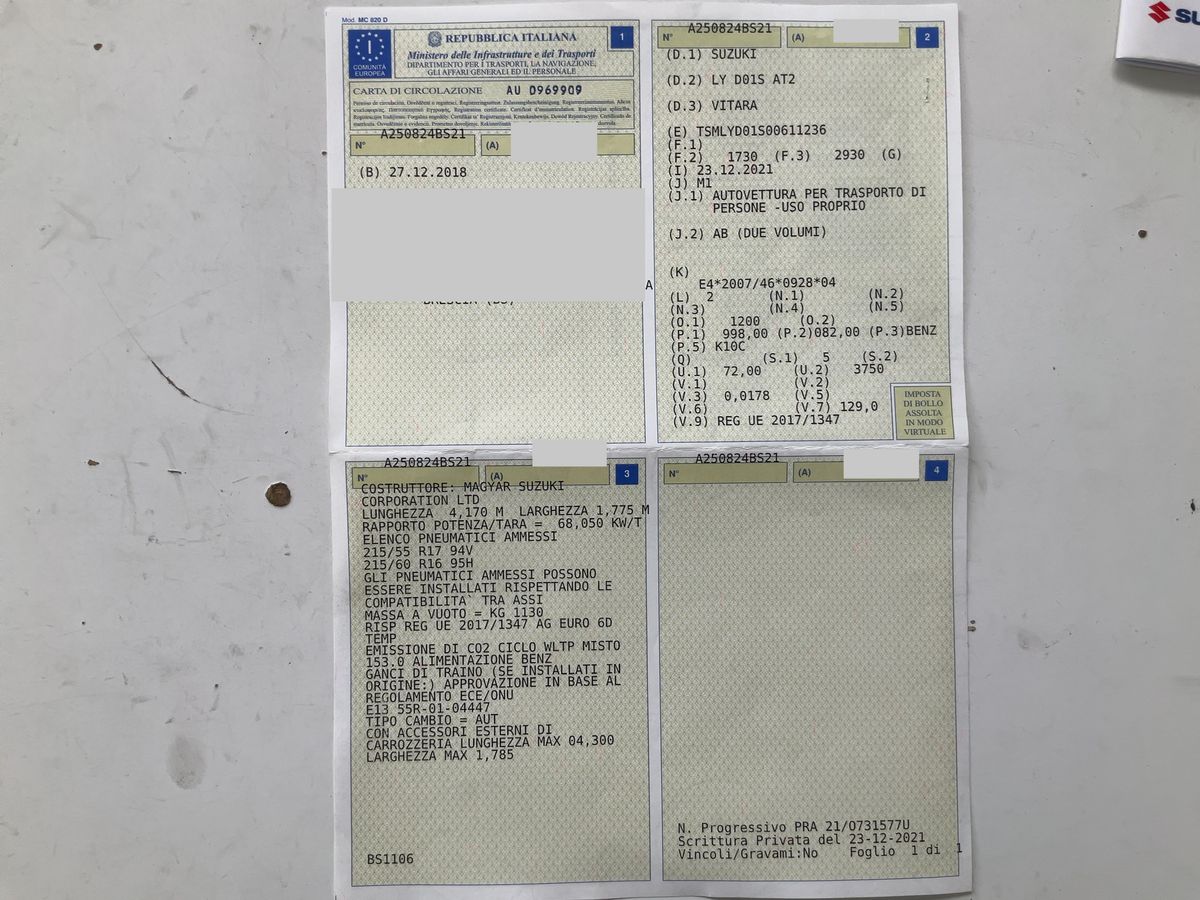 Mod. MC 820 D
REPUBBLICA ITALIANA
Ministero delle Infrastrutture e dei Trasporti
DIPARTIMENTO PER I TRASPORTI, LA NAVIGAZIONE,
GLI AFFARI GENERALI ED IL PERSONALE
I
COMUNITÀ
EUROPEA
1
CARTA DI CIRCOLAZIONE AU 0969909
A250824BS21
N° (A)
(B) 27.12.2018
A
BRESCIA (BS)
A250824BS21
N° (A) 2
(D.1) SUZUKI
(D.2) LY D01S AT2
(D.3) VITARA
(E) TSMLYD01S00611236
(F.1)
(F.2) 1730 (F.3) 2930 (G)
(I) 23.12.2021
(J) M1
(J.1) AUTOVETTURA PER TRASPORTO DI
PERSONE -USO PROPRIO
(J.2) AB (DUE VOLUMI)
(K)
E4*2007/46*0928*04
(L) 2 (N.1) (N.2)
(N.3) (N.4) (N.5)
(O.1) 1200 (O.2)
(P.1) 998,00 (P.2)082,00 (P.3)BENZ
(P.5) K10C
(Q) (S.1) 5 (S.2)
(U.1) 72,00 (U.2) 3750
(V.1) (V.2)
(V.3) 0,0178 (V.5)
(V.6) (V.7) 129,0
(V.9) REG UE 2017/1347
IMPOSTA
DI BOLLO
ASSOLTA
IN MODO
VIRTUALE
A250824BS21
N° (A) 3
COSTRUTTORE: MAGYAR SUZUKI
CORPORATION LTD
LUNGHEZZA 4,170 M LARGHEZZA 1,775 M
RAPPORTO POTENZA/TARA = 68,050 KW/T
ELENCO PNEUMATICI AMMESSI
215/55 R17 94V
215/60 R16 95H
GLI PNEUMATICI AMMESSI POSSONO
ESSERE INSTALLATI RISPETTANDO LE
COMPATIBILITA` TRA ASSI
MASSA A VUOTO = KG 1130
RISP REG UE 2017/1347 AG EURO 6D
TEMP
EMISSIONE DI CO2 CICLO WLTP MISTO
153.0 ALIMENTAZIONE BENZ
GANCI DI TRAINO (SE INSTALLATI IN
ORIGINE:) APPROVAZIONE IN BASE AL
REGOLAMENTO ECE/ONU
E13 55R-01-04447
TIPO CAMBIO = AUT
CON ACCESSORI ESTERNI DI
CARROZZERIA LUNGHEZZA MAX 04,300
LARGHEZZA MAX 1,785
BS1106
A250824BS21
N° (A) 4
N. Progressivo PRA 21/O731577U
Scrittura Privata del 23-12-2021
Vincoli/Gravami:No Foglio 1 di 1